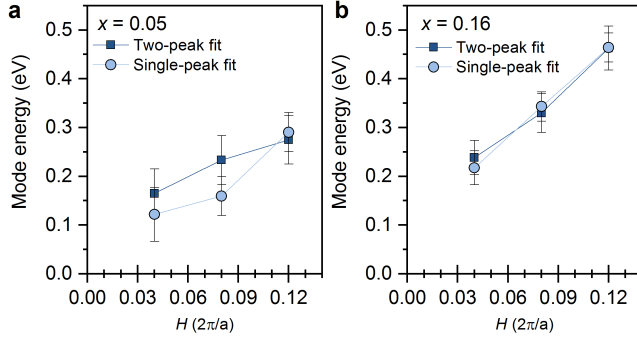 a
x = 0.05
Two-peak fit
Single-peak fit
Mode energy (eV)
0.5
0.4
0.3
0.2
0.1
0.0
0.00 0.03 0.06 0.09 0.12
H (2π/a)
b
x = 0.16
Two-peak fit
Single-peak fit
Mode energy (eV)
0.5
0.4
0.3
0.2
0.1
0.0
0.00 0.03 0.06 0.09 0.12
H (2π/a)